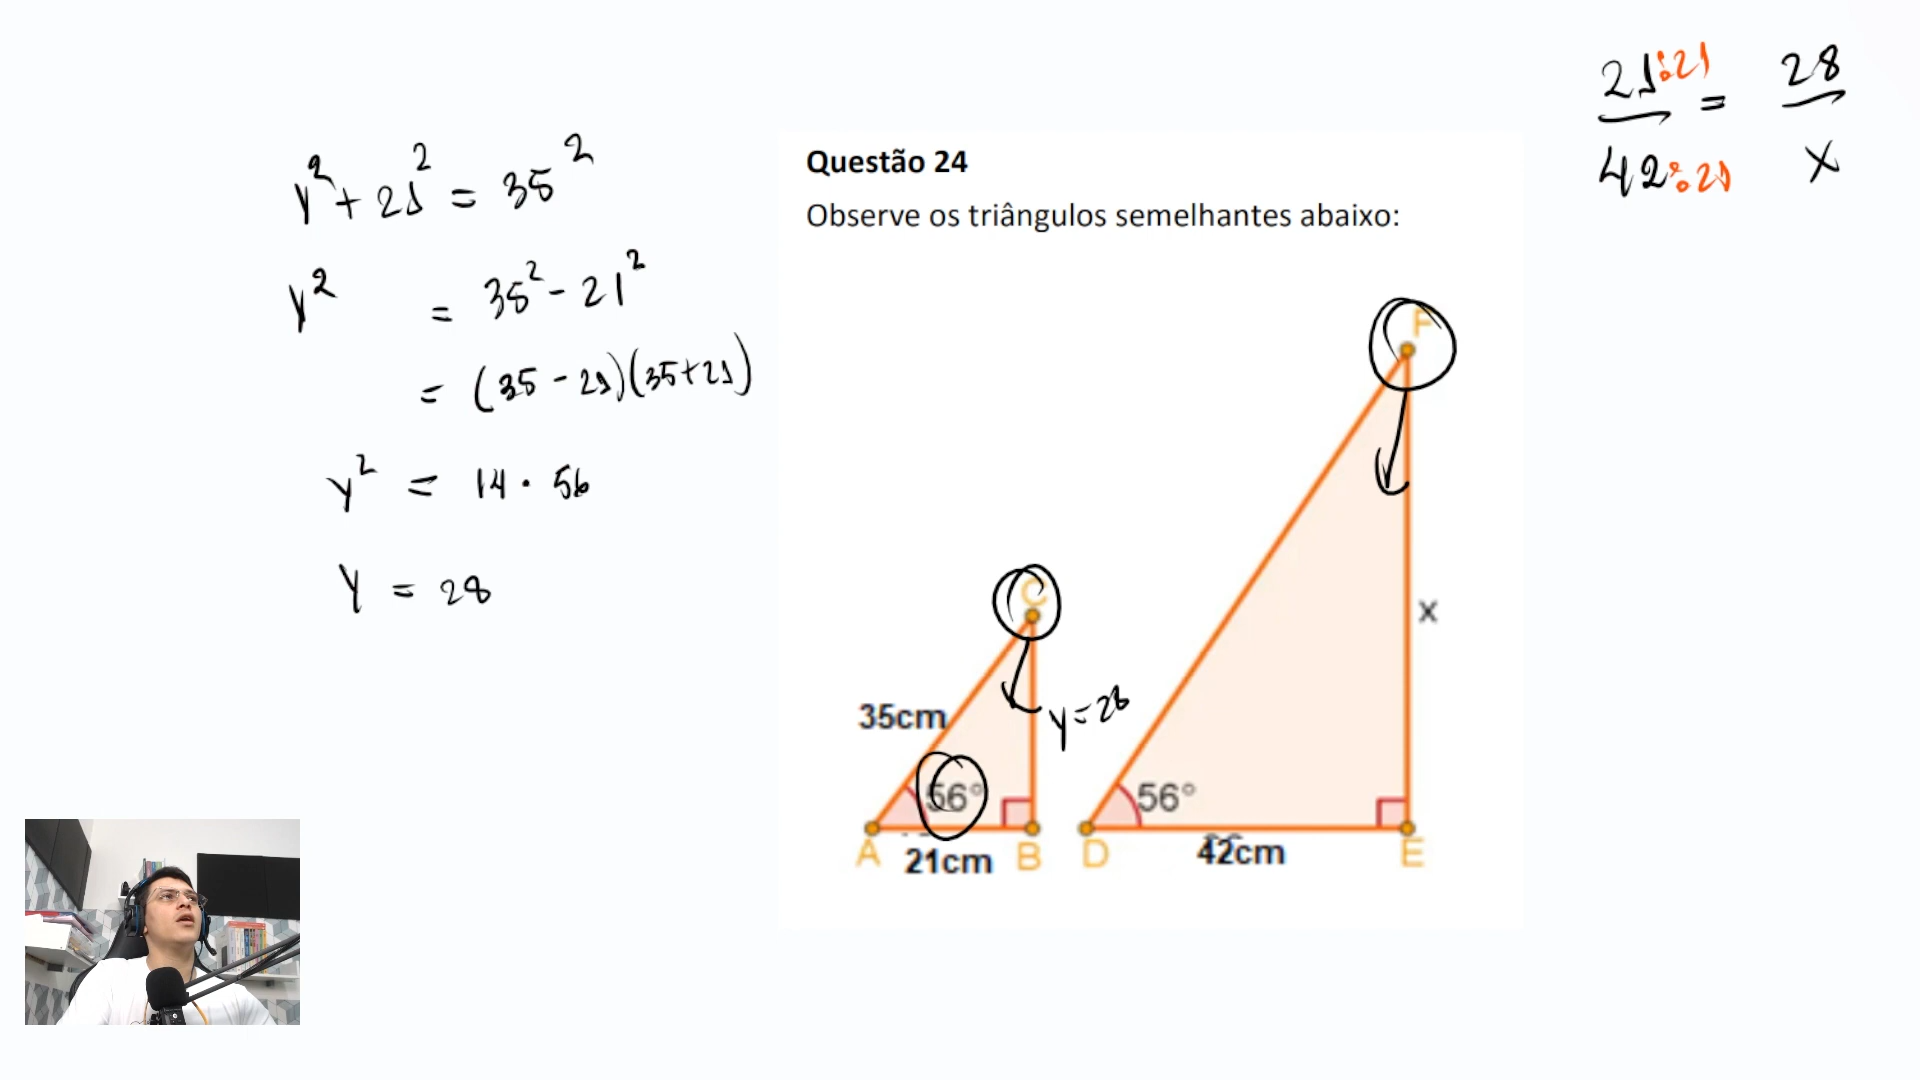 y² + 21² = 35²
y² = 35² - 21²
= (35 - 21)(35 + 21)
y² = 14 · 56
y = 28
Questão 24
Observe os triângulos semelhantes abaixo:
F
x
C
35cm
y = 28
56°
56°
A
21cm
B
D
42cm
E
21:21 = 28
42:21 x